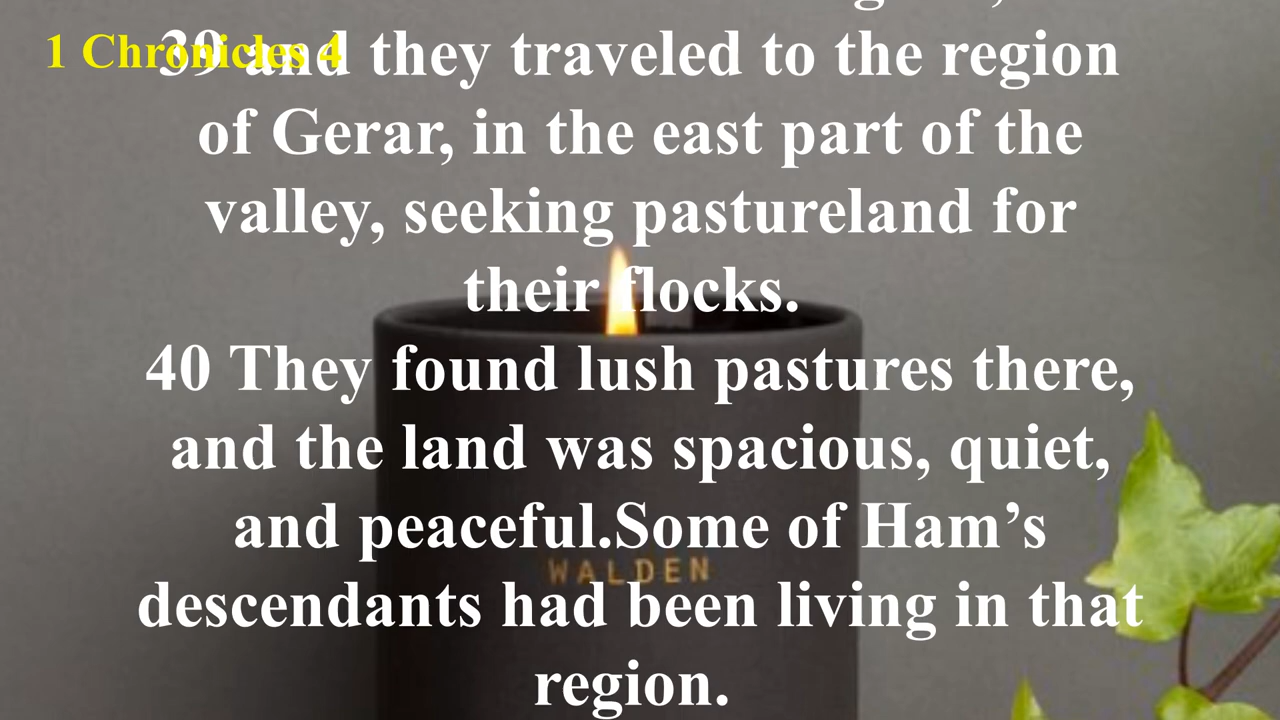 1 Chronicles 4
39 and they traveled to the region
of Gerar, in the east part of the
valley, seeking pastureland for
their flocks.
40 They found lush pastures there,
and the land was spacious, quiet,
and peaceful.Some of Ham’s
WALDEN
descendants had been living in that
region.